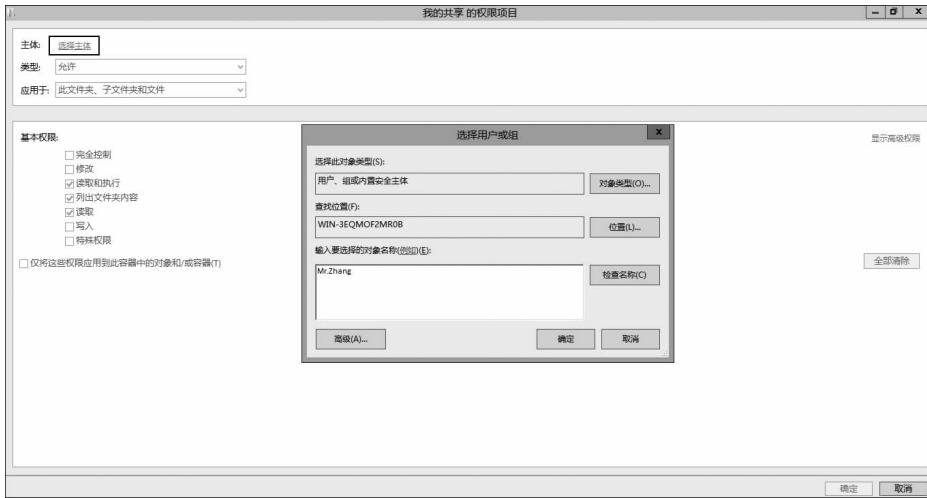 我的共享 的权限项目
主体: 选择主体
类型: 允许
应用于: 此文件夹、子文件夹和文件
基本权限:
显示高级权限
完全控制
修改
读取和执行
列出文件夹内容
读取
写入
特殊权限
仅将这些权限应用到此容器中的对象和/或容器(T)
全部清除
选择用户或组
选择此对象类型(S):
用户、组或内置安全主体
对象类型(O)...
查找位置(F):
WIN-3EQMOF2MR0B
位置(L)...
输入要选择的对象名称(例如)(E):
Mr.Zhang
检查名称(C)
高级(A)...
确定
取消
确定
取消